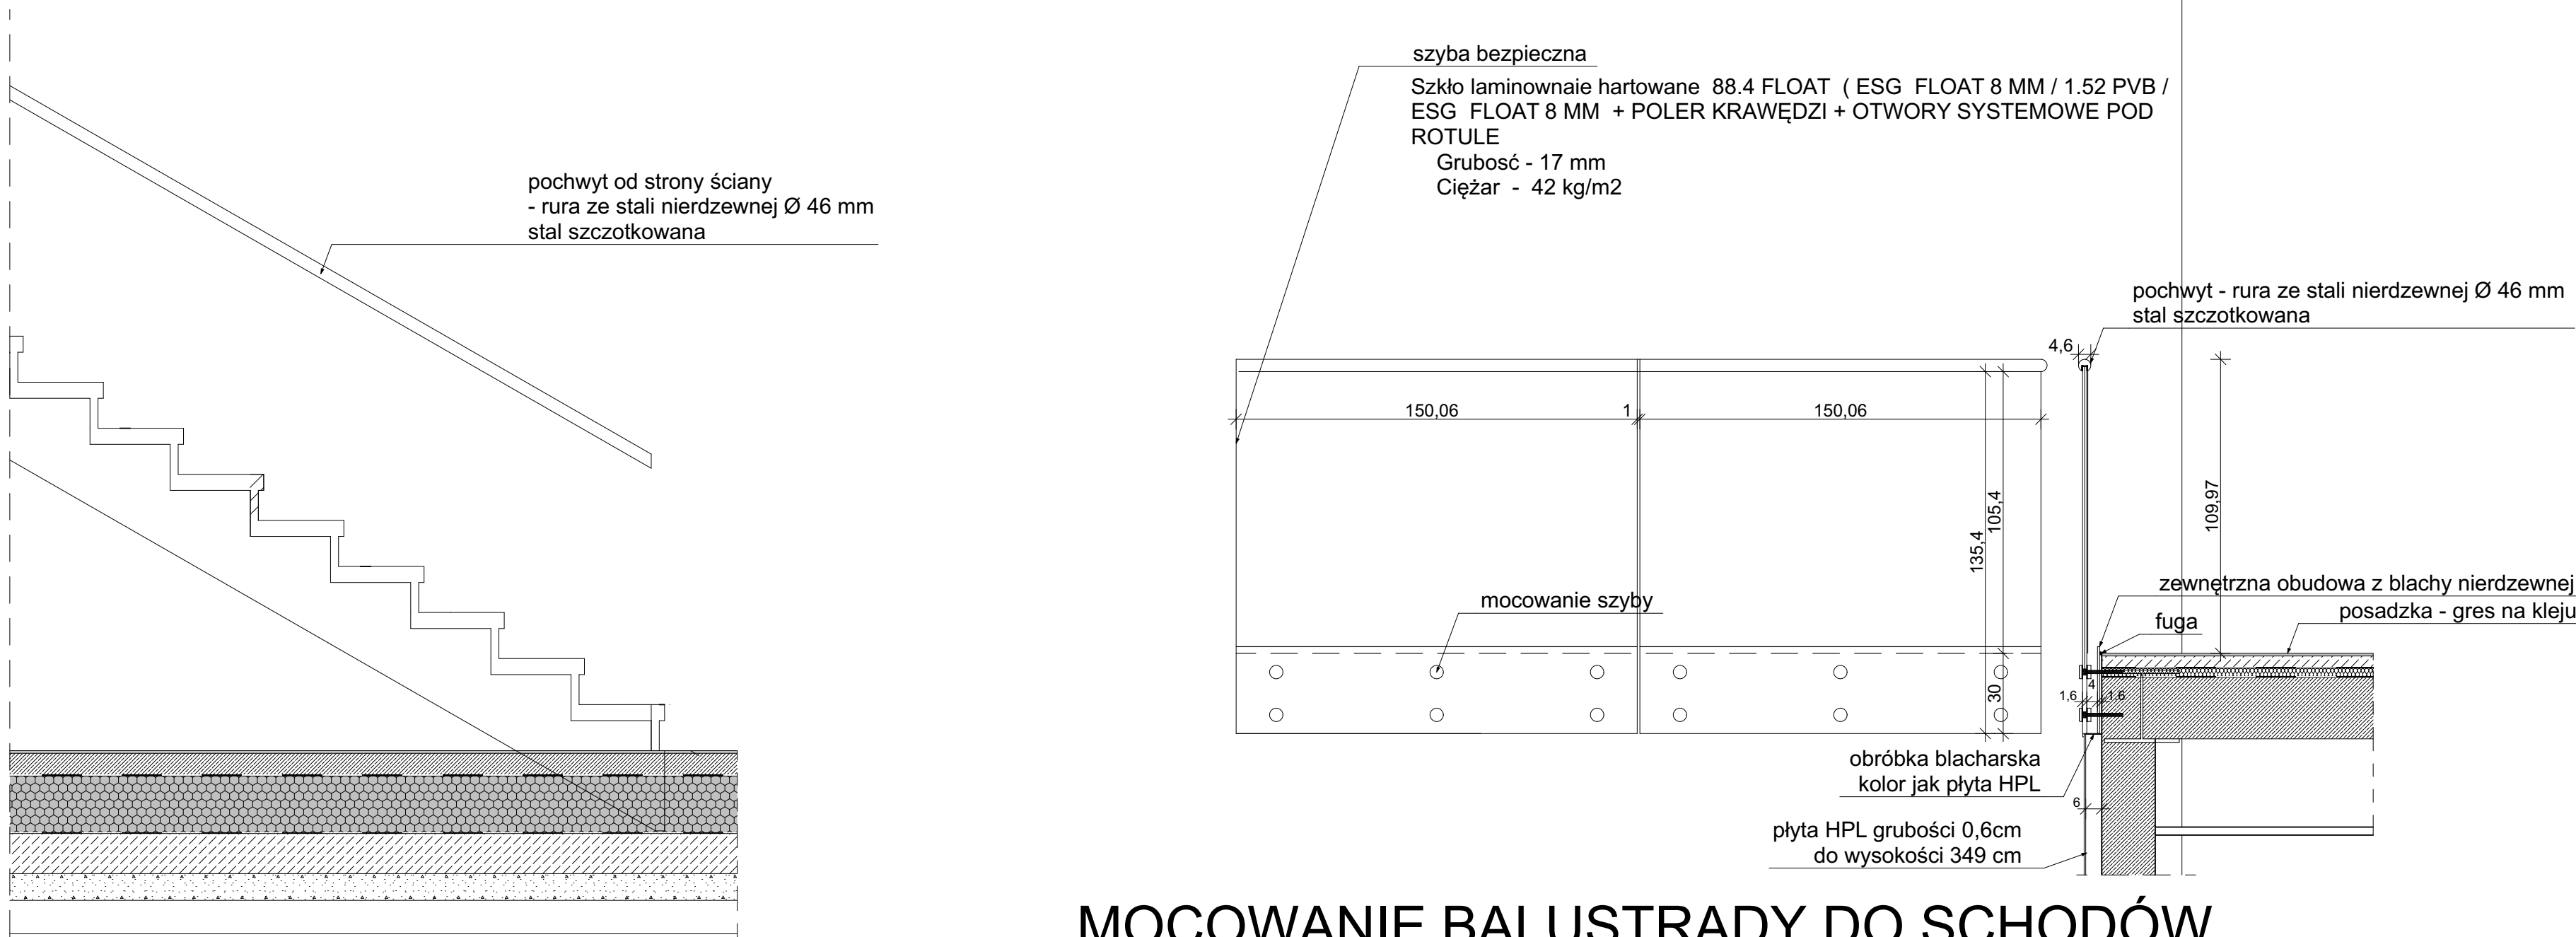 szyba bezpieczna
Szkło laminownaie hartowane 88.4 FLOAT ( ESG FLOAT 8 MM / 1.52 PVB /
ESG FLOAT 8 MM + POLER KRAWĘDZI + OTWORY SYSTEMOWE POD
ROTULE
Grubosć - 17 mm
Ciężar - 42 kg/m2
pochwyt od strony ściany
- rura ze stali nierdzewnej Ø 46 mm
stal szczotkowana
pochwyt - rura ze stali nierdzewnej Ø 46 mm
stal szczotkowana
4,6
150,06
1
150,06
105,4
135,4
109,97
zewnętrzna obudowa z blachy nierdzewnej
posadzka - gres na kleju
fuga
mocowanie szyby
30
4
1,6
1,6
obróbka blacharska
kolor jak płyta HPL
6
płyta HPL grubości 0,6cm
do wysokości 349 cm
MOCOWANIE BALUSTRADY DO SCHODÓW